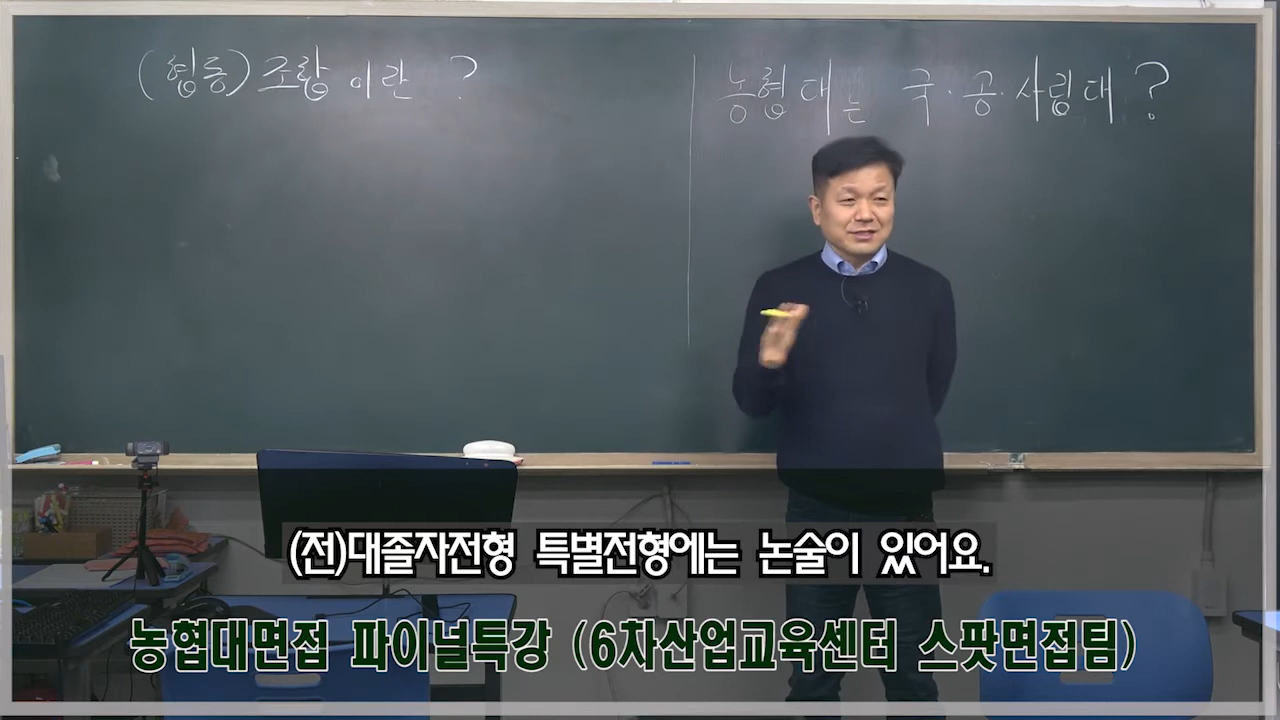 (협동)조합 이란 ?
농협대는 국·공·사립대 ?
(전)대졸자전형 특별전형에는 논술이 있어요.
농협대면접 파이널특강 (6차산업교육센터 스팟면접팀)